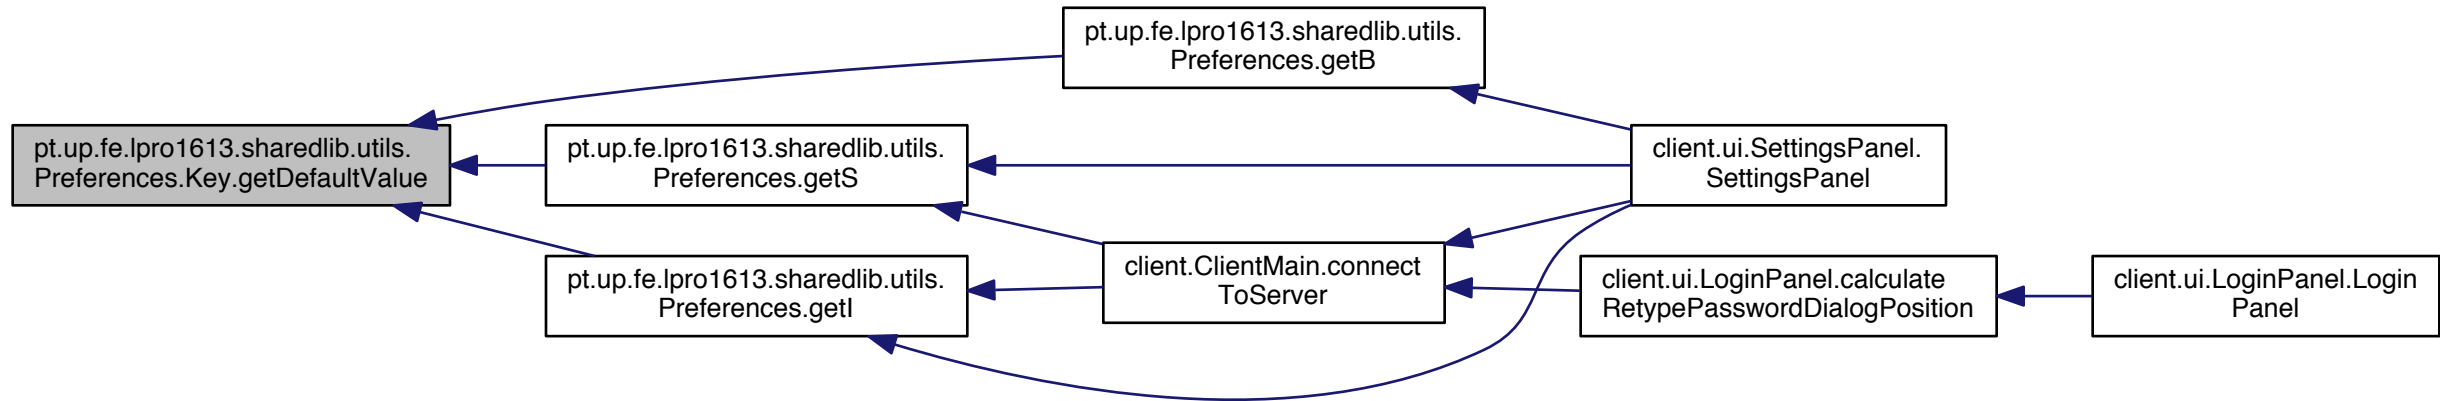 pt.up.fe.lpro1613.sharedlib.utils.
Preferences.Key.getDefaultValue
pt.up.fe.lpro1613.sharedlib.utils.
Preferences.getB
pt.up.fe.lpro1613.sharedlib.utils.
Preferences.getS
pt.up.fe.lpro1613.sharedlib.utils.
Preferences.getI
client.ClientMain.connect
ToServer
client.ui.SettingsPanel.
SettingsPanel
client.ui.LoginPanel.calculate
RetypePasswordDialogPosition
client.ui.LoginPanel.Login
Panel